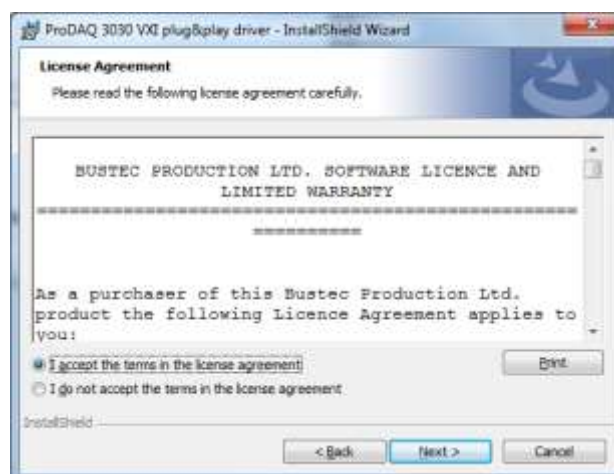 ProDAQ 3030 VXI plug&play driver - InstallShield Wizard
License Agreement
Please read the following license agreement carefully.
BUSTEC PRODUCTION LTD. SOFTWARE LICENCE AND
LIMITED WARRANTY
====================================================
==========
As a purchaser of this Bustec Production Ltd.
product the following Licence Agreement applies to
you:
I accept the terms in the license agreement
Print
I do not accept the terms in the license agreement
InstallShield
< Back Next > Cancel